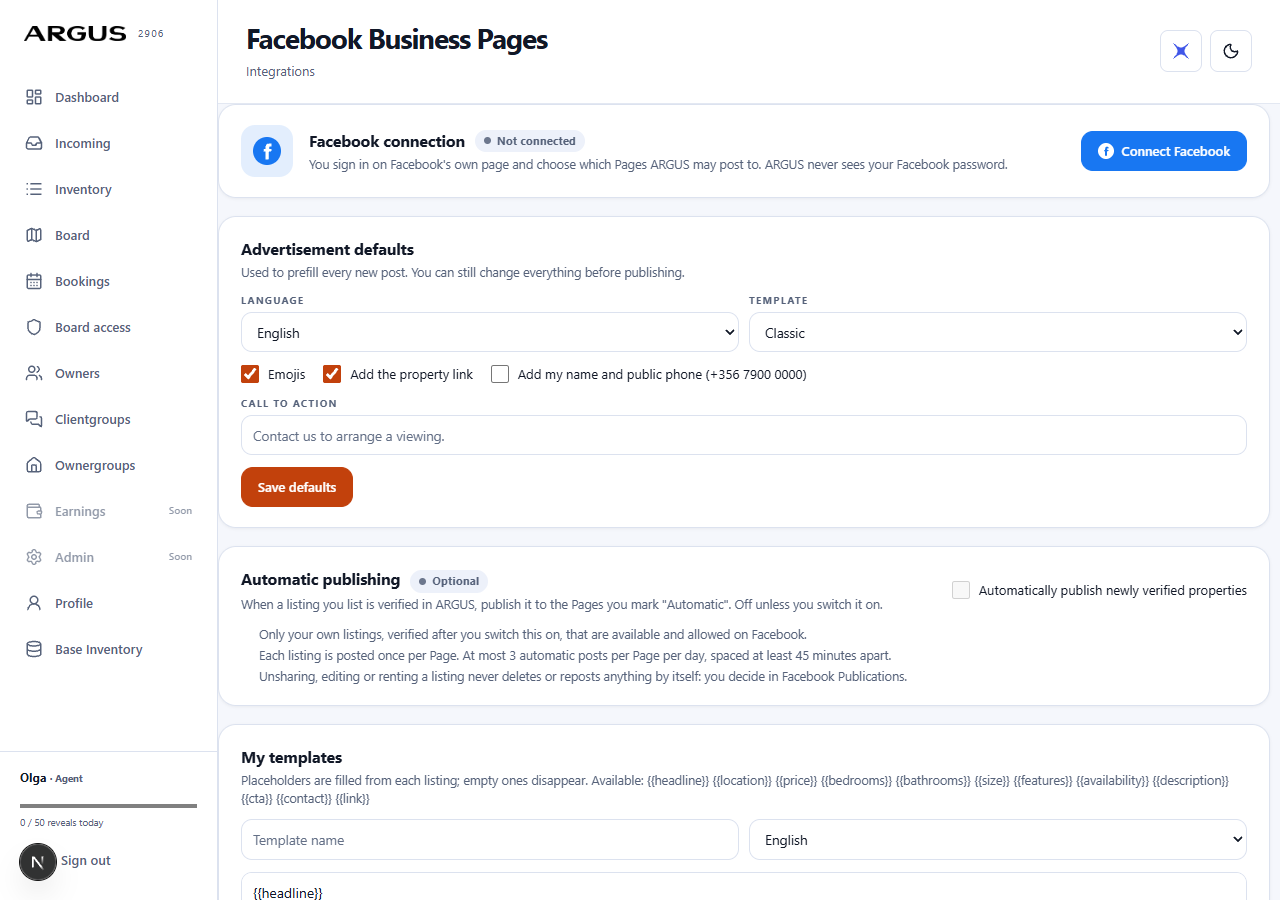 ARGUS 2906
Dashboard
Incoming
Inventory
Board
Bookings
Board access
Owners
Clientgroups
Ownergroups
Earnings Soon
Admin Soon
Profile
Base Inventory
Olga · Agent
0 / 50 reveals today
N Sign out
Facebook Business Pages
Integrations
Facebook connection Not connected
You sign in on Facebook's own page and choose which Pages ARGUS may post to. ARGUS never sees your Facebook password.
Connect Facebook
Advertisement defaults
Used to prefill every new post. You can still change everything before publishing.
LANGUAGE TEMPLATE
English Classic
Emojis Add the property link Add my name and public phone (+356 7900 0000)
CALL TO ACTION
Contact us to arrange a viewing.
Save defaults
Automatic publishing Optional
When a listing you list is verified in ARGUS, publish it to the Pages you mark "Automatic". Off unless you switch it on.
Automatically publish newly verified properties
Only your own listings, verified after you switch this on, that are available and allowed on Facebook.
Each listing is posted once per Page. At most 3 automatic posts per Page per day, spaced at least 45 minutes apart.
Unsharing, editing or renting a listing never deletes or reposts anything by itself: you decide in Facebook Publications.
My templates
Placeholders are filled from each listing; empty ones disappear. Available: {{headline}} {{location}} {{price}} {{bedrooms}} {{bathrooms}} {{size}} {{features}} {{availability}} {{description}}
{{cta}} {{contact}} {{link}}
Template name English
{{headline}}